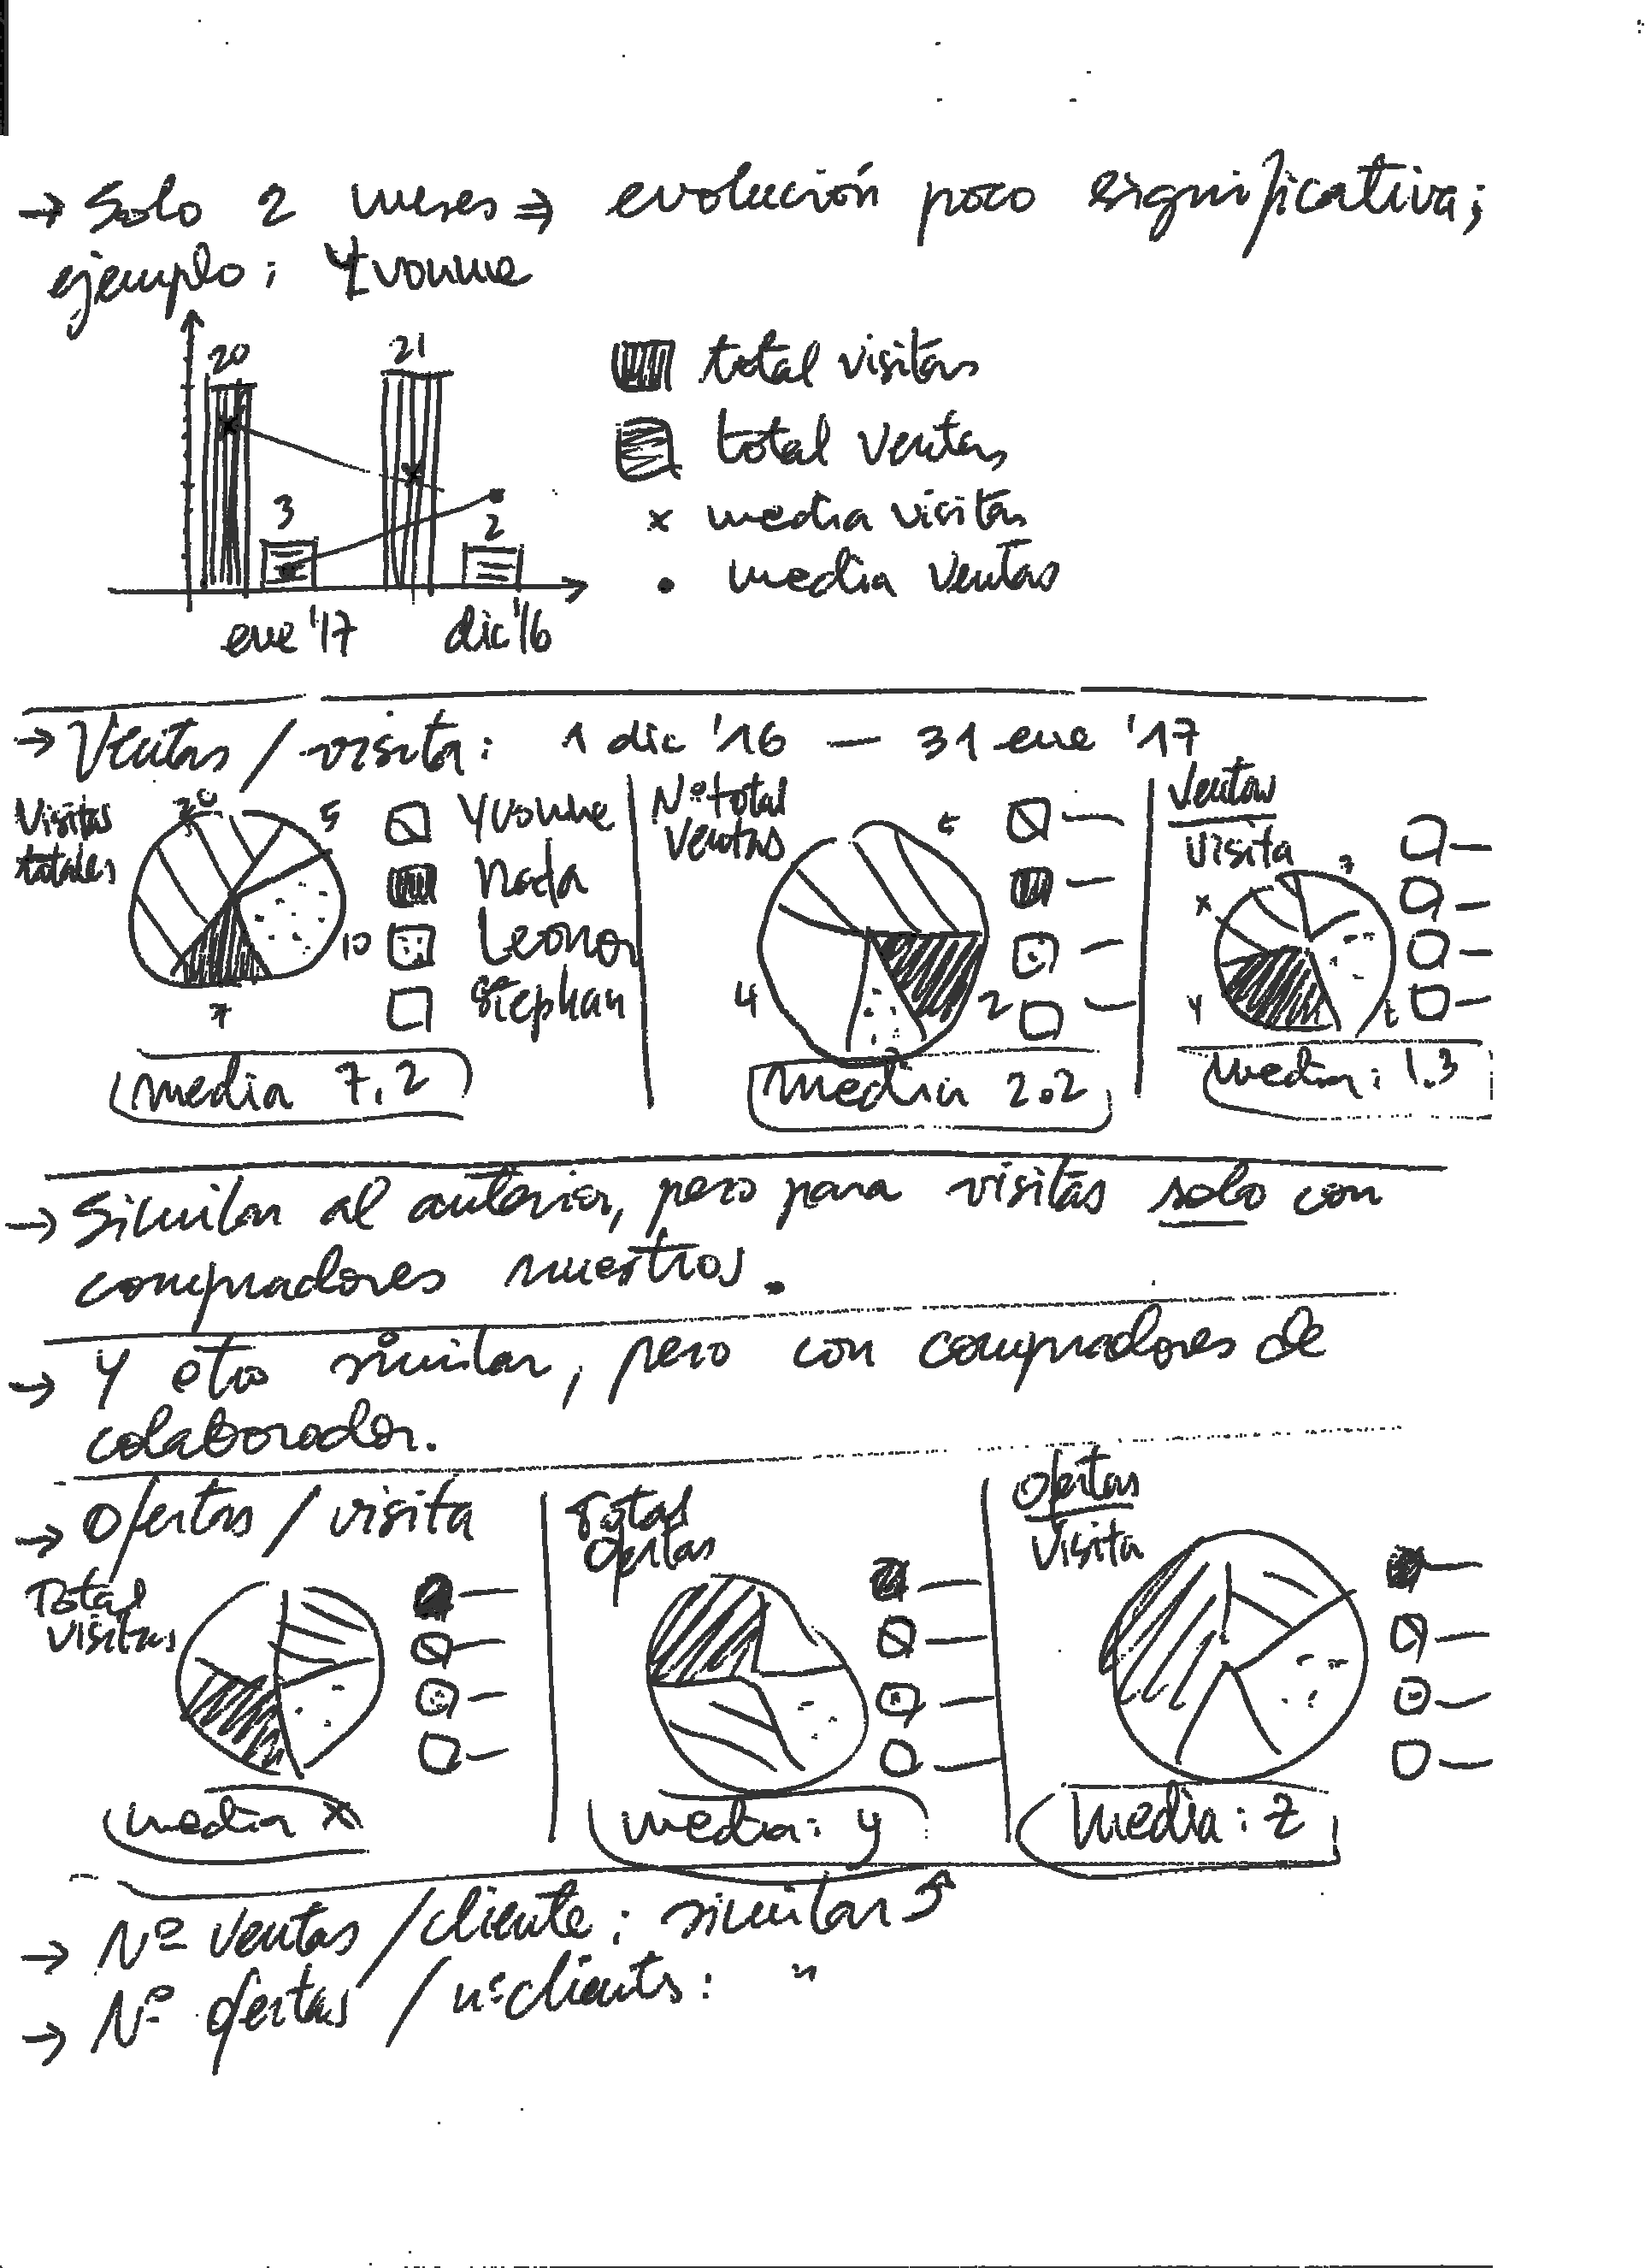 → Solo 2 meses ⇒ evolución poco significativa;
ejemplo: Yvonne
20
21
3
2
ene '17
dic '16
total visitas
total ventas
x media visitas
• media ventas
→ Ventas / visita: 1 dic '16 — 31 ene '17
Visitas
totales
5
10
7
Yvonne
Nada
Leonor
Stephan
media 7,2
Nº total
ventas
4
2
media 2.2
Ventas
Visita
7
x
y
t
media: 1.3
→ Similar al anterior, pero para visitas solo con
compradores nuestros.
→ Y otro similar, pero con compradores de
colaborador.
→ Ofertas / visita
Total
visitas
media x
Total
ofertas
media: y
Ofertas
Visita
media: z
→ Nº ventas / cliente: similar
→ Nº ofertas / nº clients: "